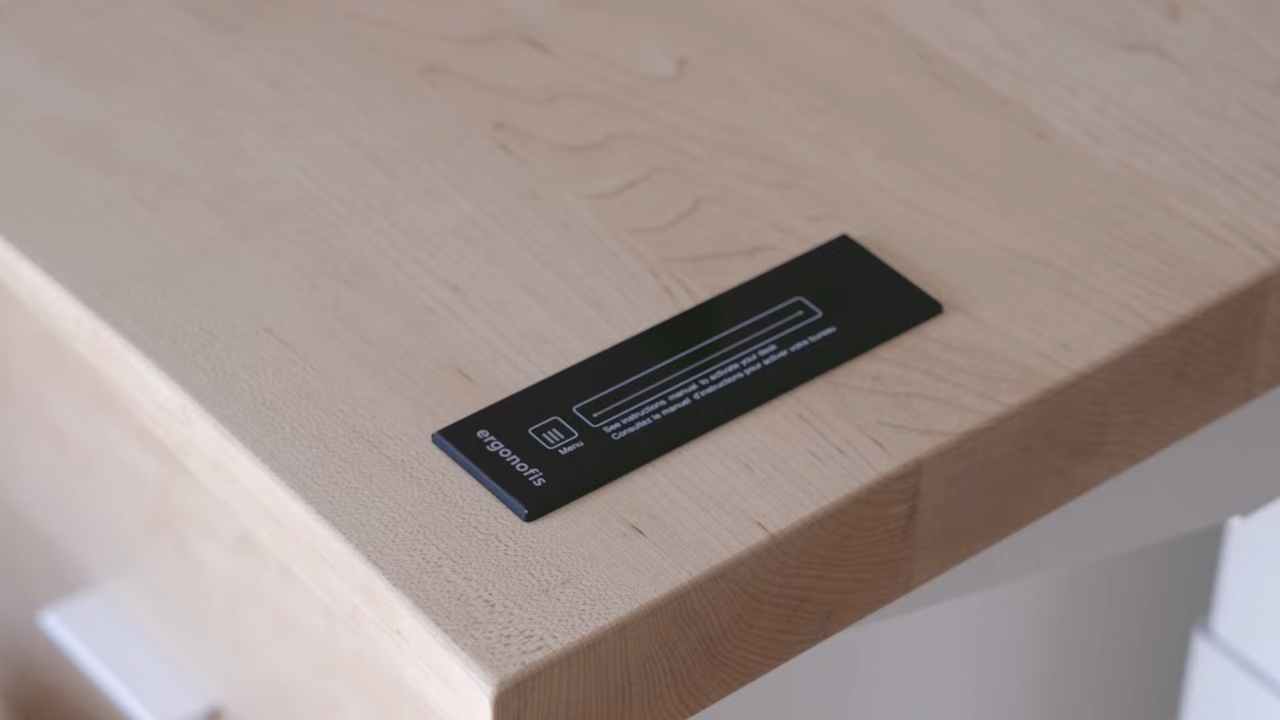 ergonofis
Menu
See instructions manual to activate your desk
Consultez le manuel d'instructions pour activer votre bureau